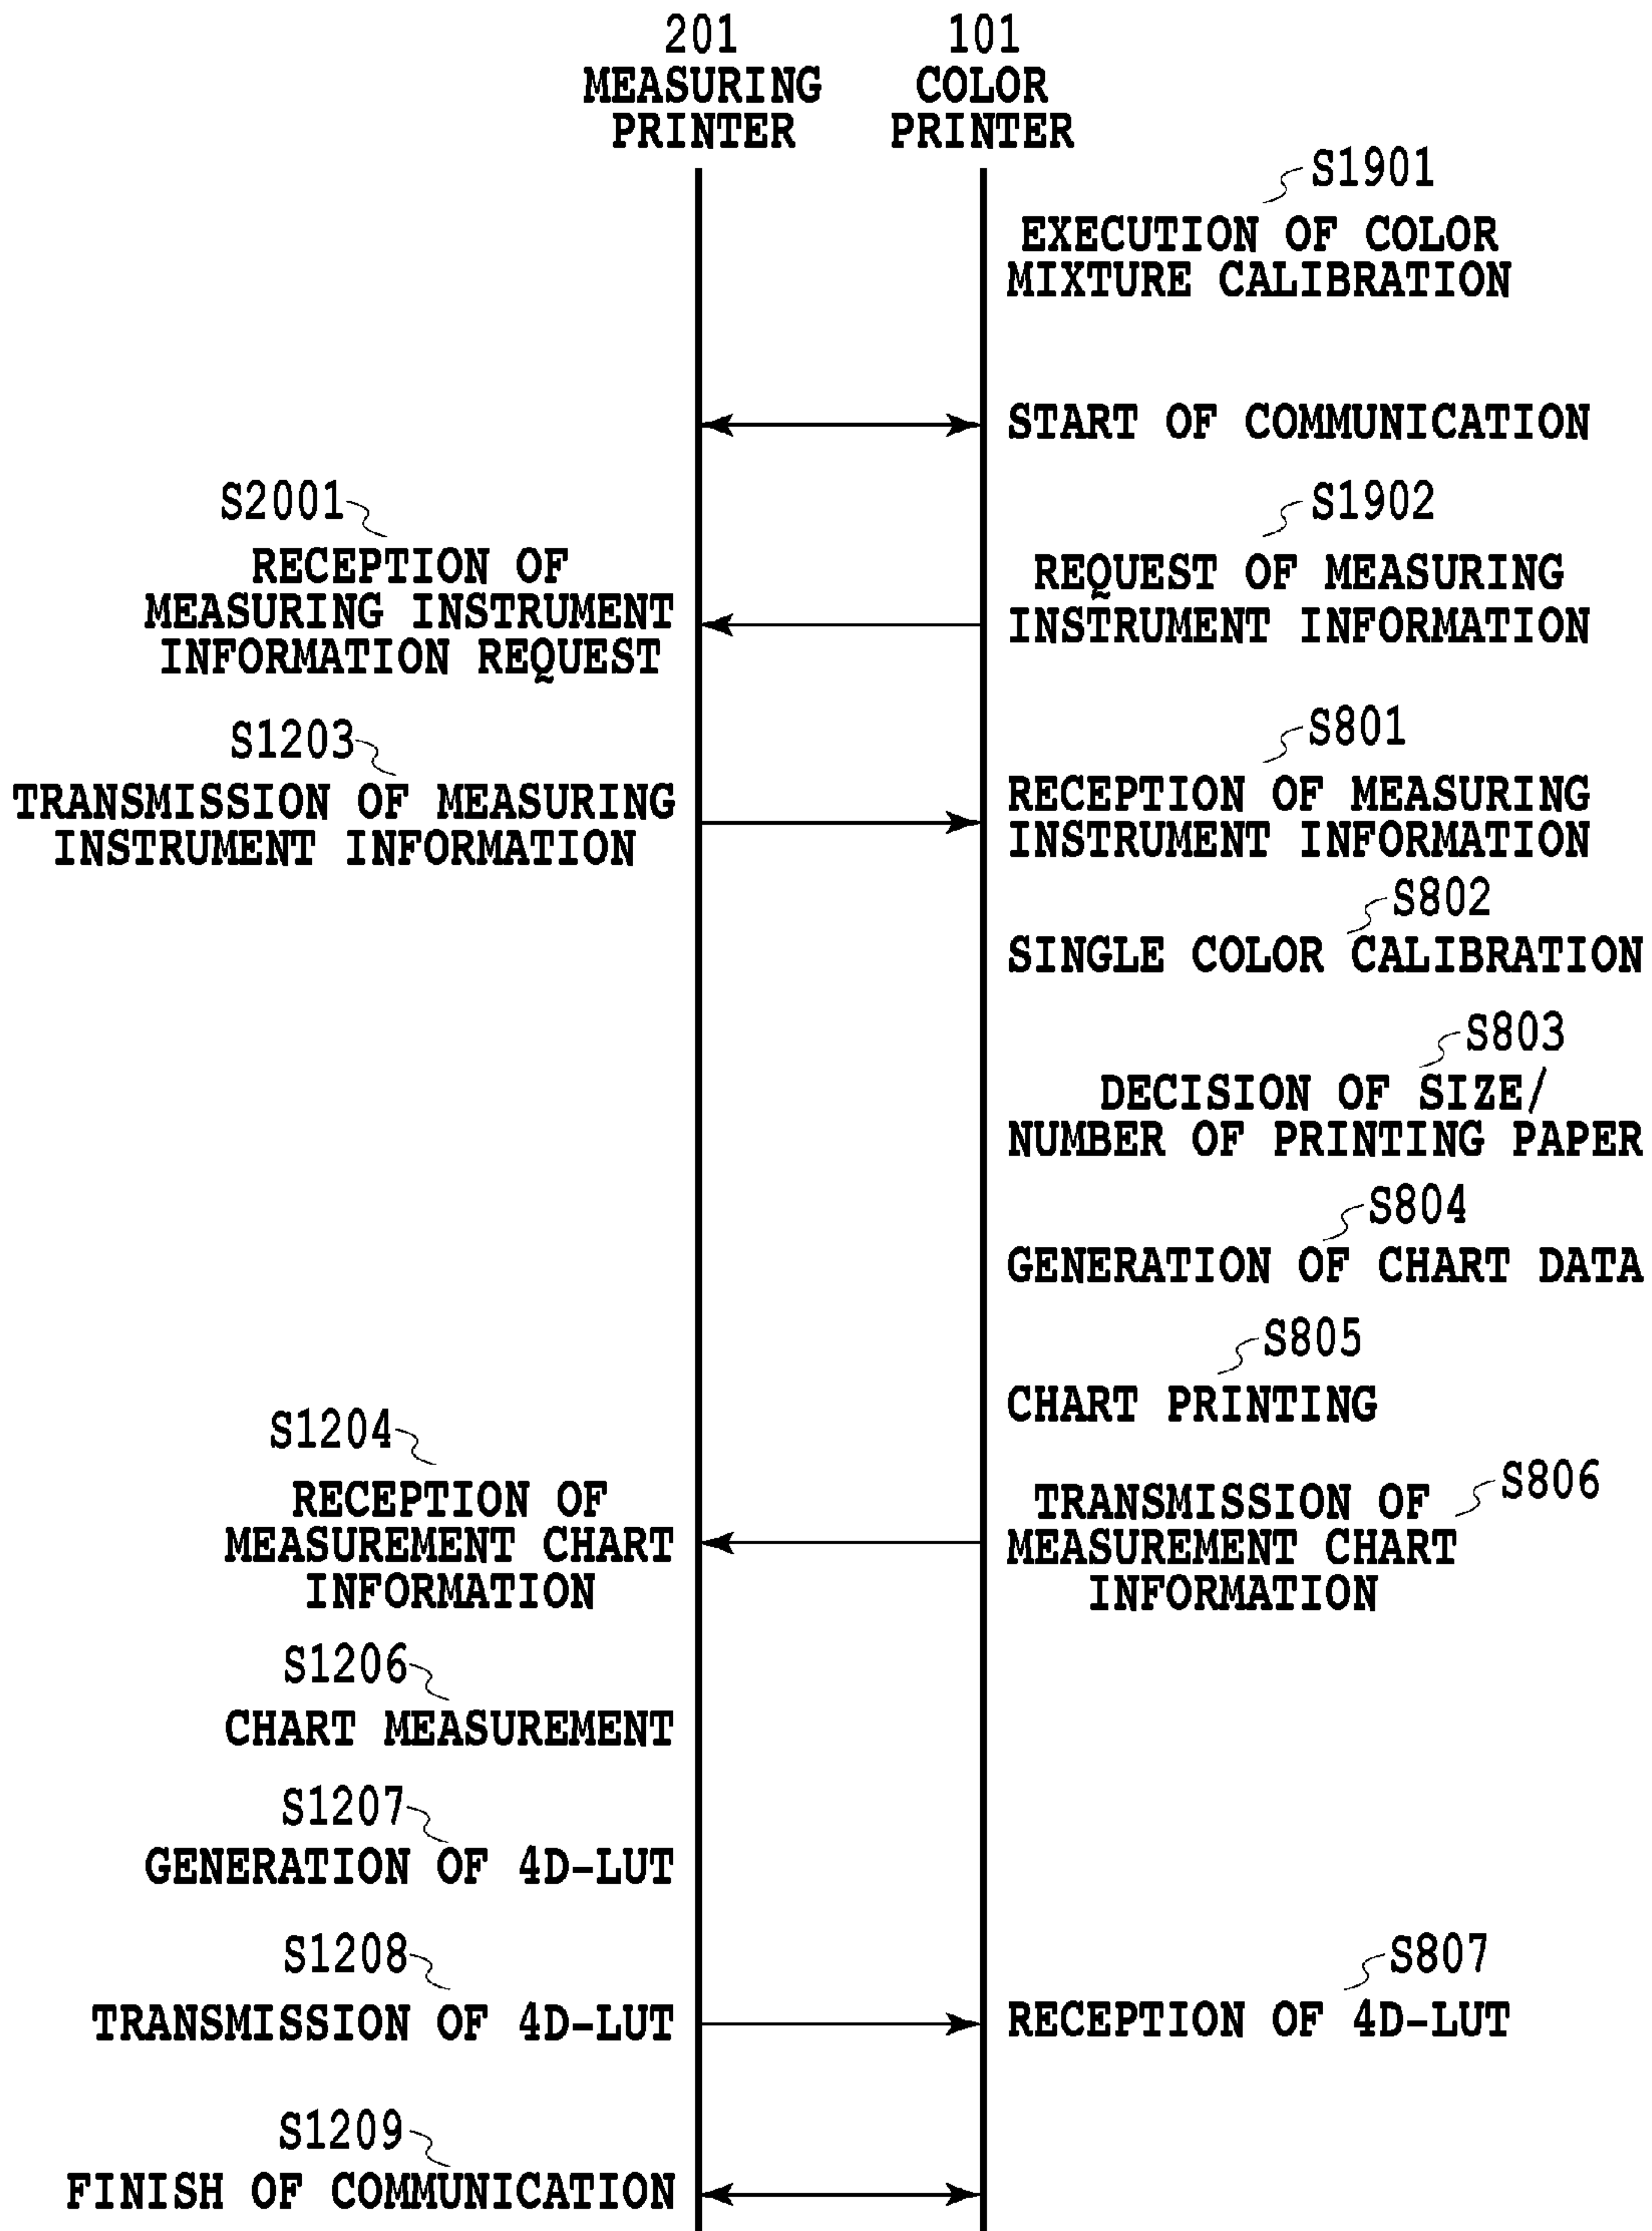 201
MEASURING
PRINTER
101
COLOR
PRINTER
S1901
EXECUTION OF COLOR
MIXTURE CALIBRATION
START OF COMMUNICATION
S2001
RECEPTION OF
MEASURING INSTRUMENT
INFORMATION REQUEST
S1902
REQUEST OF MEASURING
INSTRUMENT INFORMATION
S1203
TRANSMISSION OF MEASURING
INSTRUMENT INFORMATION
S801
RECEPTION OF MEASURING
INSTRUMENT INFORMATION
S802
SINGLE COLOR CALIBRATION
S803
DECISION OF SIZE/
NUMBER OF PRINTING PAPER
S804
GENERATION OF CHART DATA
S805
CHART PRINTING
S1204
RECEPTION OF
MEASUREMENT CHART
INFORMATION
S806
TRANSMISSION OF
MEASUREMENT CHART
INFORMATION
S1206
CHART MEASUREMENT
S1207
GENERATION OF 4D-LUT
S1208
TRANSMISSION OF 4D-LUT
S807
RECEPTION OF 4D-LUT
S1209
FINISH OF COMMUNICATION